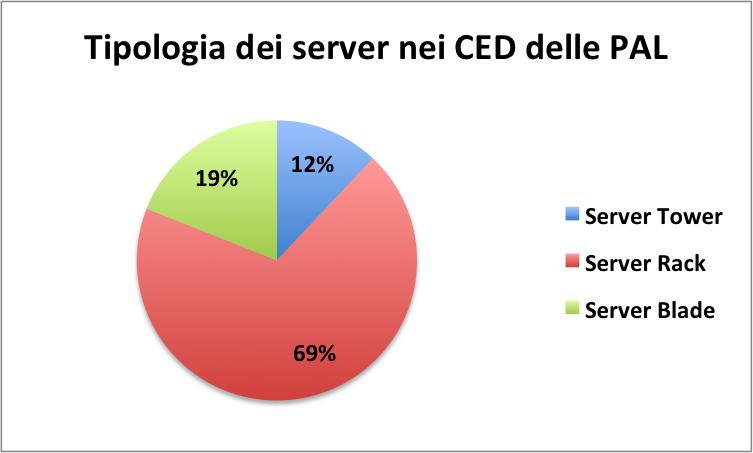 Tipologia dei server nei CED delle PAL
12%
19%
69%
Server Tower
Server Rack
Server Blade